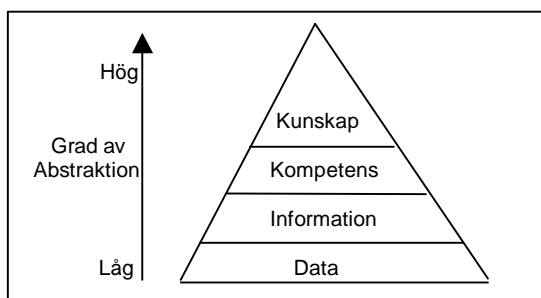 Hög
Kunskap
Grad av
Abstraktion
Kompetens
Information
Låg
Data